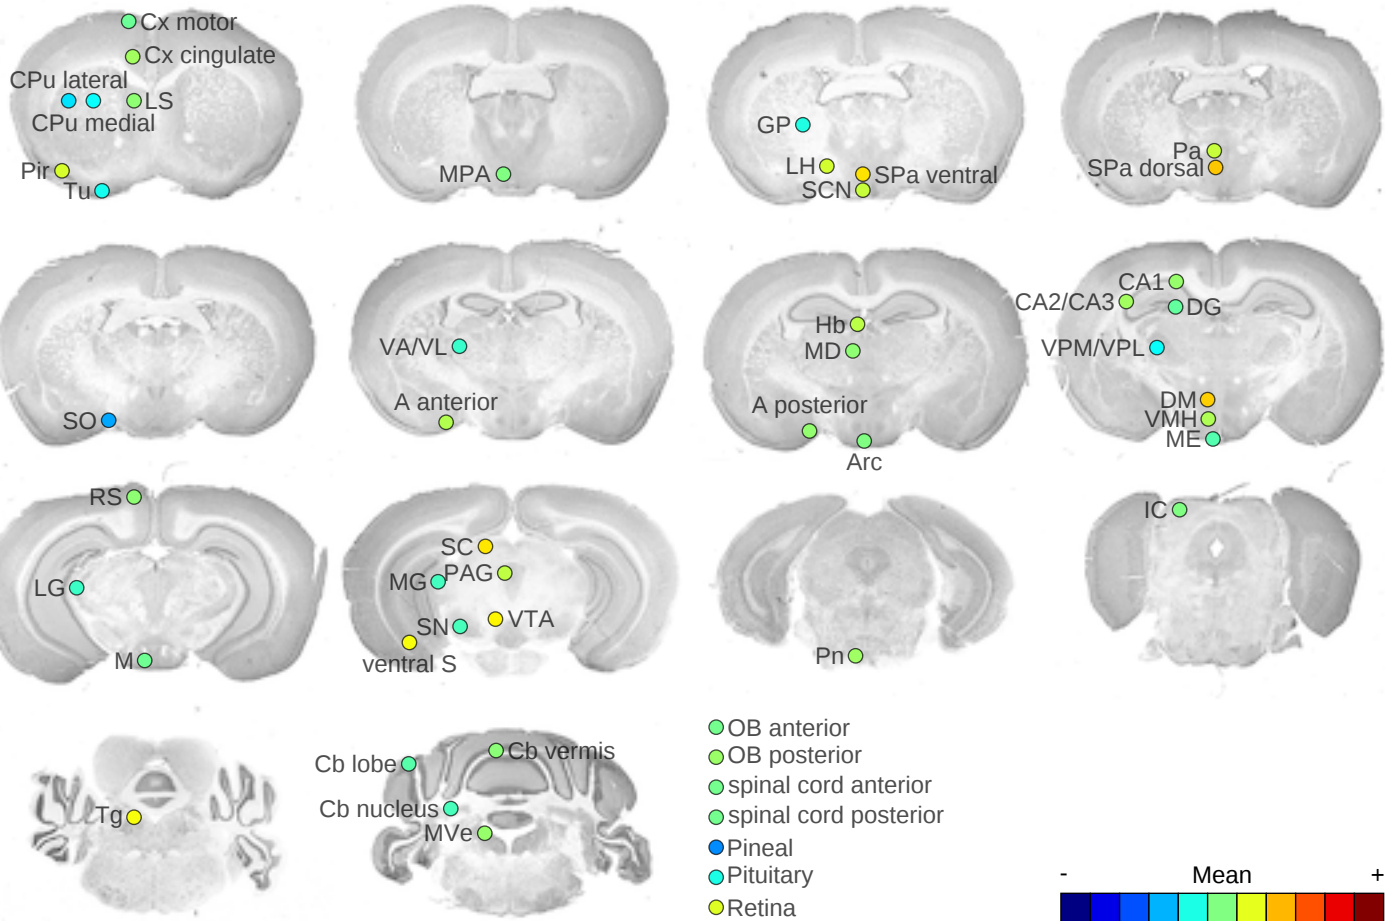 Cx motor
Cx cingulate
CPu lateral
LS
CPu medial
Pir
Tu
MPA
GP
LH
SPa ventral
SCN
Pa
SPa dorsal
SO
VA/VL
A anterior
Hb
MD
A posterior
Arc
CA1
CA2/CA3
DG
VPM/VPL
DM
VMH
ME
RS
LG
M
SC
MG
PAG
SN
VTA
ventral S
Pn
IC
Tg
Cb lobe
Cb vermis
Cb nucleus
MVe
OB anterior
OB posterior
spinal cord anterior
spinal cord posterior
Pineal
Pituitary
Retina
- Mean +